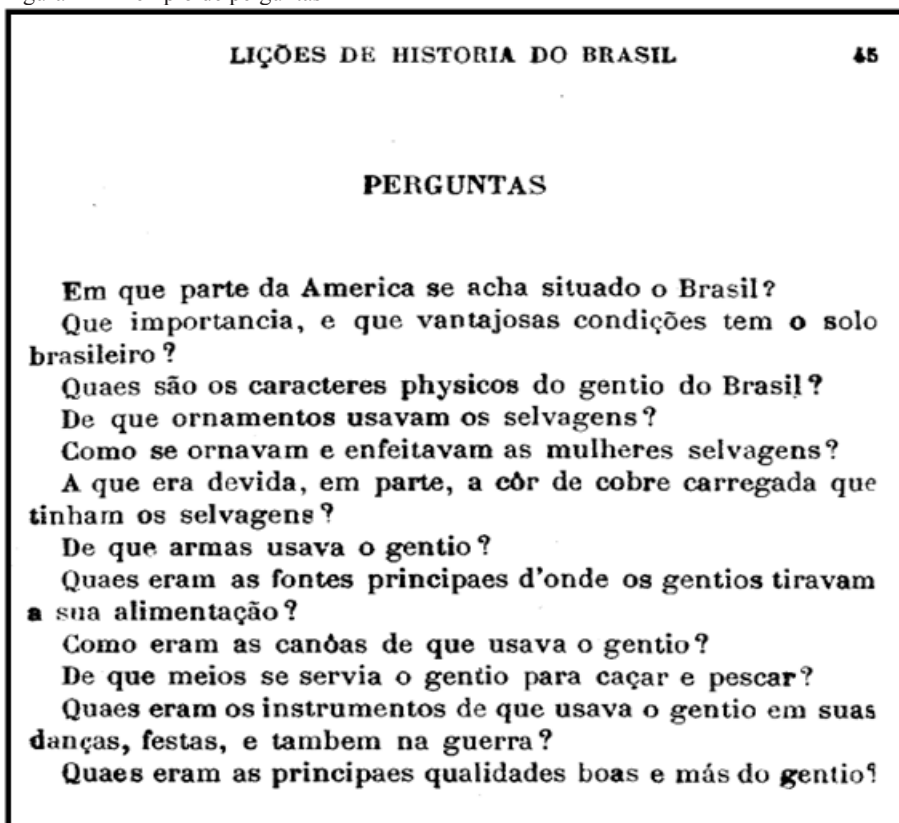 LIÇÕES DE HISTORIA DO BRASIL 45
PERGUNTAS
Em que parte da America se acha situado o Brasil?
Que importancia, e que vantajosas condições tem o solo
brasileiro?
Quaes são os caracteres physicos do gentio do Brasil?
De que ornamentos usavam os selvagens?
Como se ornavam e enfeitavam as mulheres selvagens?
A que era devida, em parte, a côr de cobre carregada que
tinham os selvagens?
De que armas usava o gentio?
Quaes eram as fontes principaes d'onde os gentios tiravam
a sua alimentação?
Como eram as canôas de que usava o gentio?
De que meios se servia o gentio para caçar e pescar?
Quaes eram os instrumentos de que usava o gentio em suas
danças, festas, e tambem na guerra?
Quaes eram as principaes qualidades boas e más do gentio?